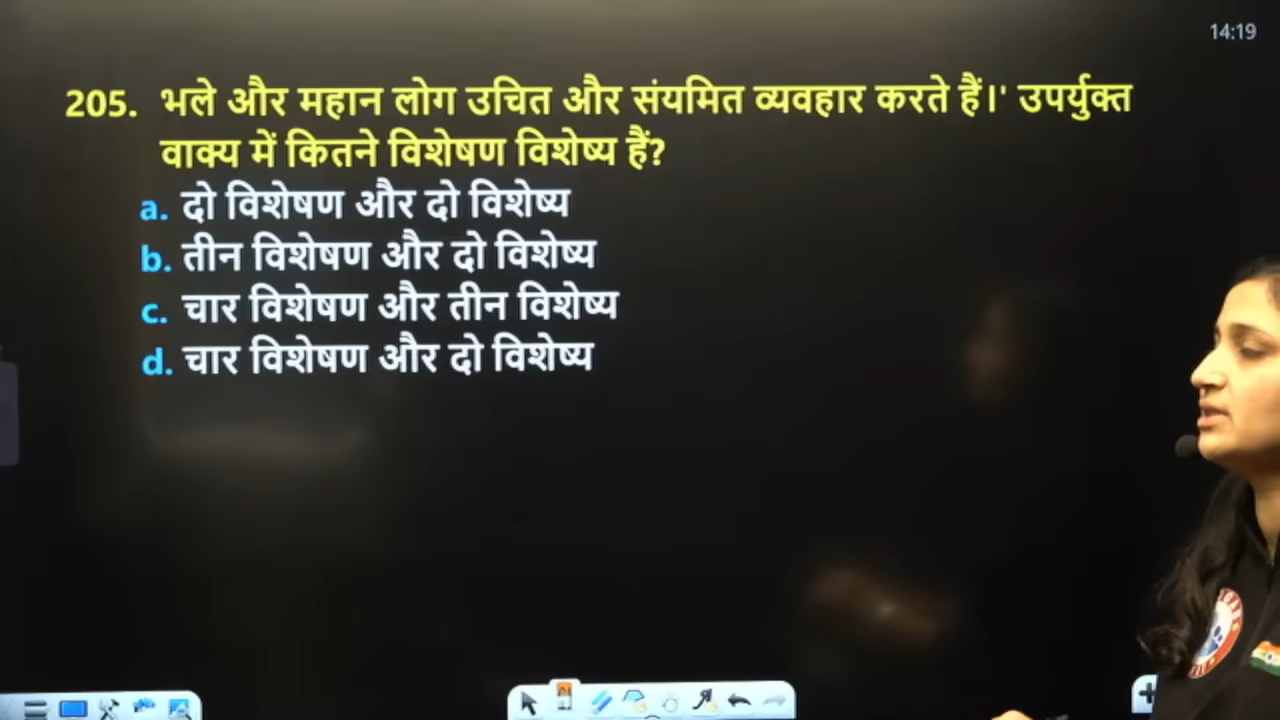 14:19
205. भले और महान लोग उचित और संयमित व्यवहार करते हैं।' उपर्युक्त
वाक्य में कितने विशेषण विशेष्य हैं?
a. दो विशेषण और दो विशेष्य
b. तीन विशेषण और दो विशेष्य
c. चार विशेषण और तीन विशेष्य
d. चार विशेषण और दो विशेष्य